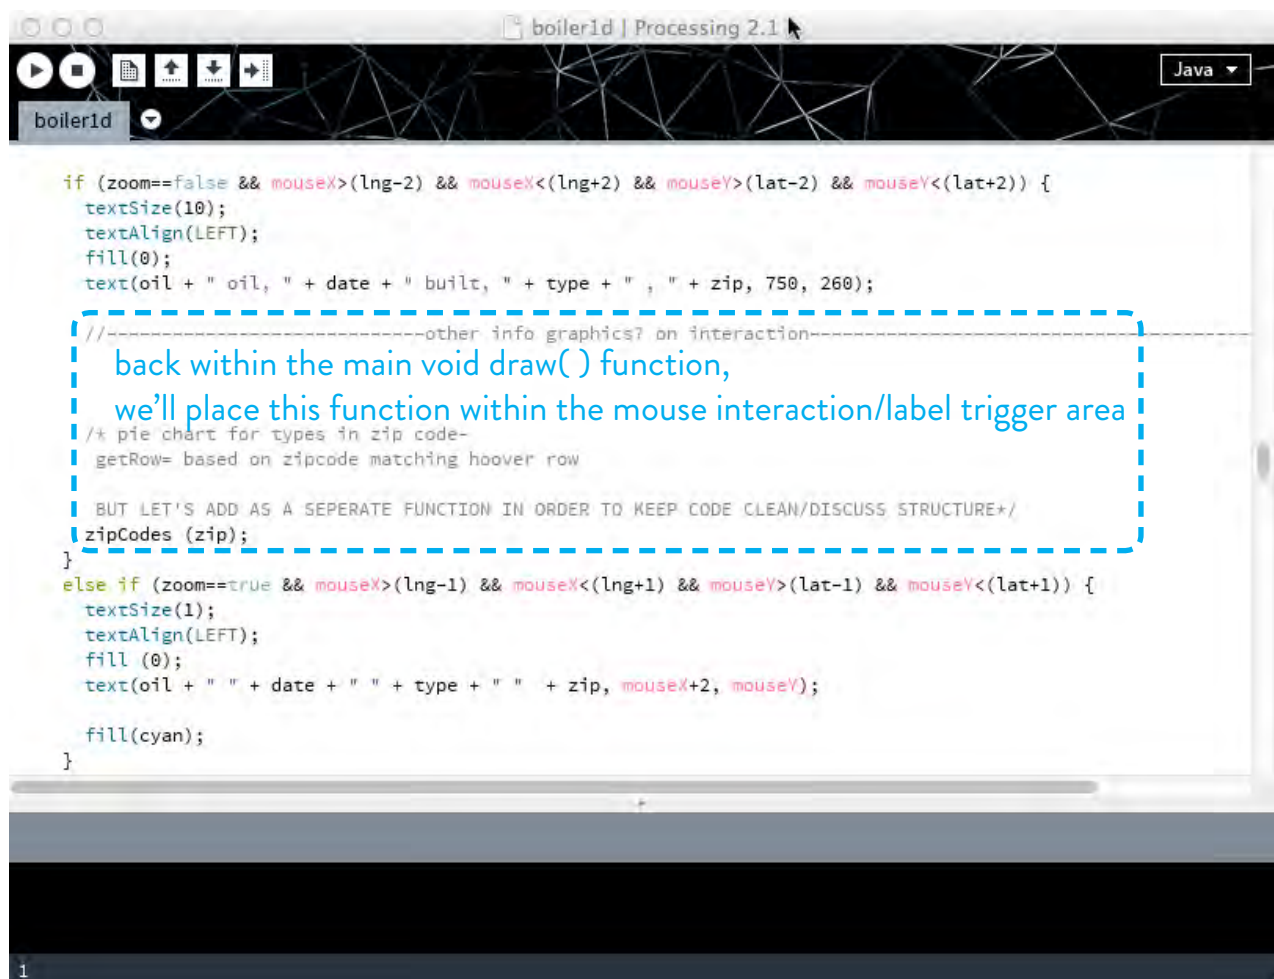 boiler1d | Processing 2.1
Java
boiler1d
if (zoom==false && mouseX>(lng-2) && mouseX<(lng+2) && mouseY>(lat-2) && mouseY<(lat+2)) {
textSize(10);
textAlign(LEFT);
fill(0);
text(oil + " oil, " + date + " built, " + type + " , " + zip, 750, 260);
//-----------------------------other info graphics? on interaction----------------------------------------
back within the main void draw( ) function,
we'll place this function within the mouse interaction/label trigger area
/* pie chart for types in zip code-
getRow= based on zipcode matching hoover row
BUT LET'S ADD AS A SEPERATE FUNCTION IN ORDER TO KEEP CODE CLEAN/DISCUSS STRUCTURE*/
zipCodes (zip);
}
else if (zoom==true && mouseX>(lng-1) && mouseX<(lng+1) && mouseY>(lat-1) && mouseY<(lat+1)) {
textSize(1);
textAlign(LEFT);
fill (0);
text(oil + " " + date + " " + type + " "  + zip, mouseX+2, mouseY);
fill(cyan);
}
1